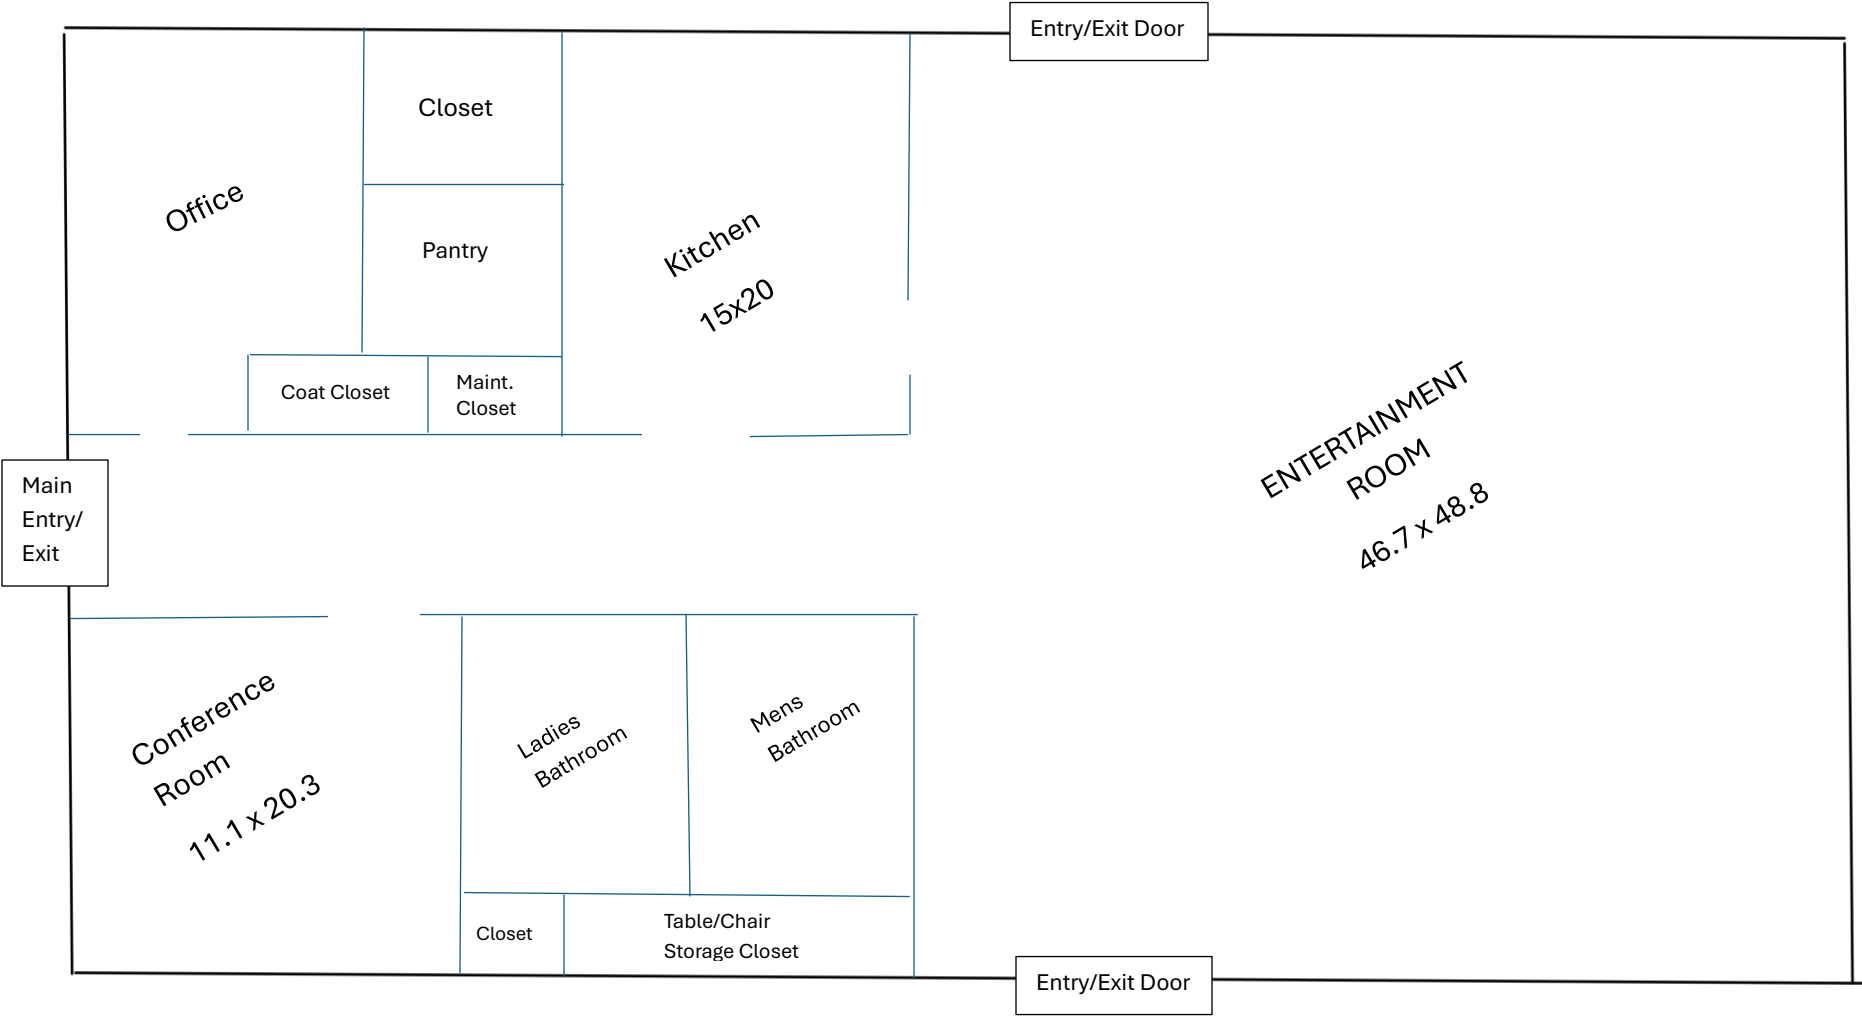 Entry/Exit Door
Closet
Office
Pantry
Kitchen
15x20
Coat Closet
Maint.
Closet
ENTERTAINMENT
ROOM
46.7 x 48.8
Main
Entry/
Exit
Conference
Room
11.1 x 20.3
Ladies
Bathroom
Mens
Bathroom
Closet
Table/Chair
Storage Closet
Entry/Exit Door